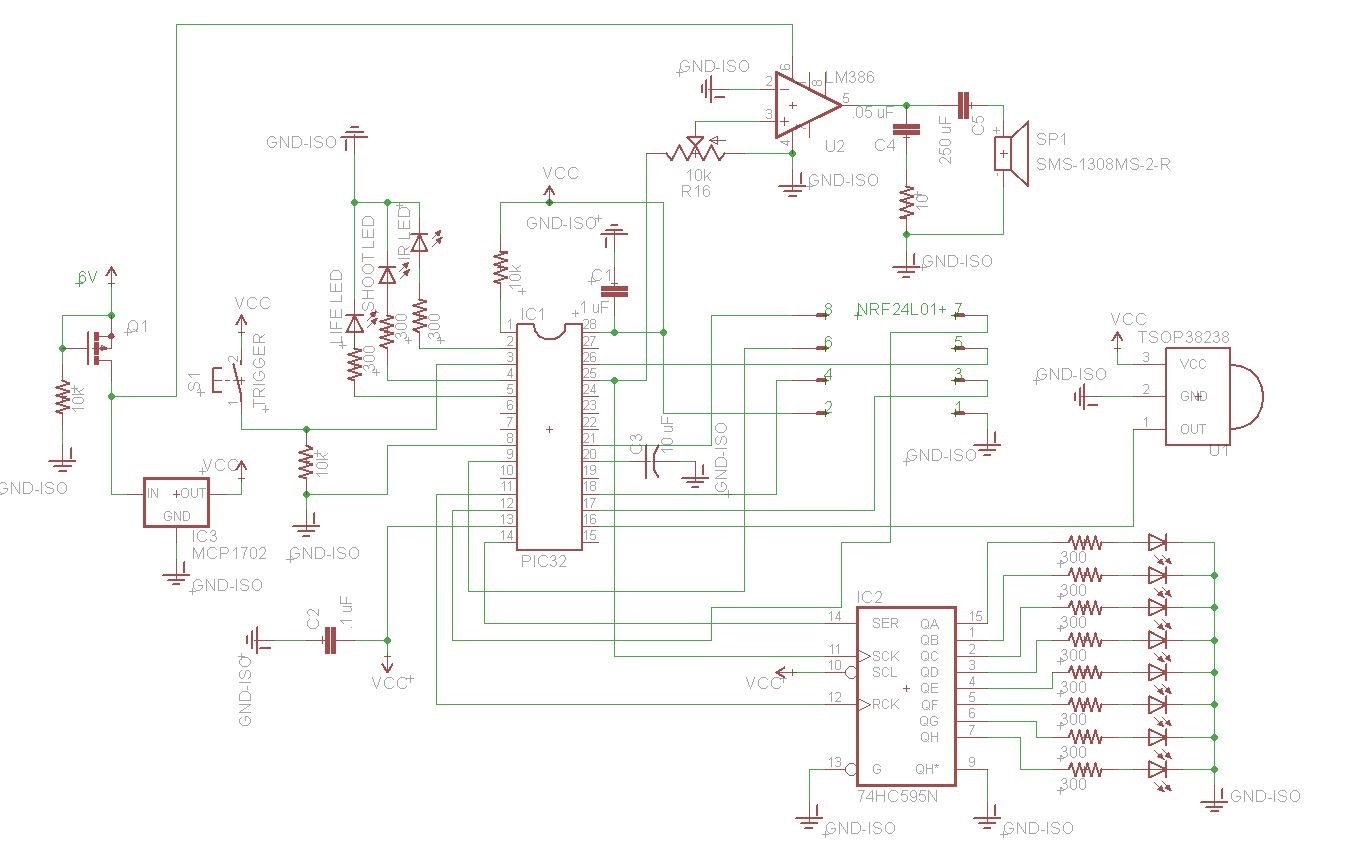 GND-ISO
6
2
8
LM386
3
5
.05 uF
4
U2
C4
250 uF
C5
SP1
SMS-1308MS-2-R
10k
R16
GND-ISO
10
GND-ISO
GND-ISO
VCC
GND-ISO
LIFE LED
SHOOT LED
IR LED
300
300
300
10k
C1
.1 uF
6V
Q1
10k
GND-ISO
VCC
S1
2
1
TRIGGER
10k
GND-ISO
VCC
IN
OUT
GND
IC3
MCP1702
GND-ISO
IC1
1
2
3
4
5
6
7
8
9
10
11
12
13
14
28
27
26
25
24
23
22
21
20
19
18
17
16
15
PIC32
C3
10 uF
GND-ISO
NRF24L01+
8
7
6
5
4
3
2
1
GND-ISO
VCC
TSOP38238
GND-ISO
3
VCC
2
GND
1
OUT
U1
C2
.1 uF
GND-ISO
VCC
IC2
14
SER
11
SCK
10
SCL
12
RCK
13
G
QA
15
QB
1
QC
2
QD
3
QE
4
QF
5
QG
6
QH
7
QH*
9
74HC595N
VCC
GND-ISO
GND-ISO
300
300
300
300
300
300
300
300
GND-ISO